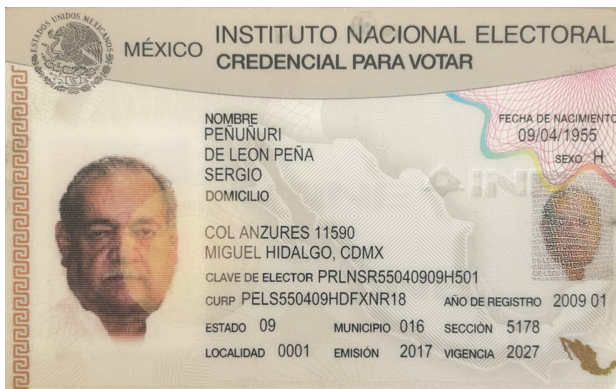 MÉXICO INSTITUTO NACIONAL ELECTORAL
CREDENCIAL PARA VOTAR
NOMBRE
PEÑUÑURI
DE LEON PEÑA
SERGIO
FECHA DE NACIMIENTO
09/04/1955
SEXO H
DOMICILIO
COL ANZURES 11590
MIGUEL HIDALGO, CDMX
CLAVE DE ELECTOR PRLNSR55040909H501
CURP PELS550409HDFXNR18 AÑO DE REGISTRO 2009 01
ESTADO 09 MUNICIPIO 016 SECCIÓN 5178
LOCALIDAD 0001 EMISIÓN 2017 VIGENCIA 2027
ESTADOS UNIDOS MEXICANOS
INE